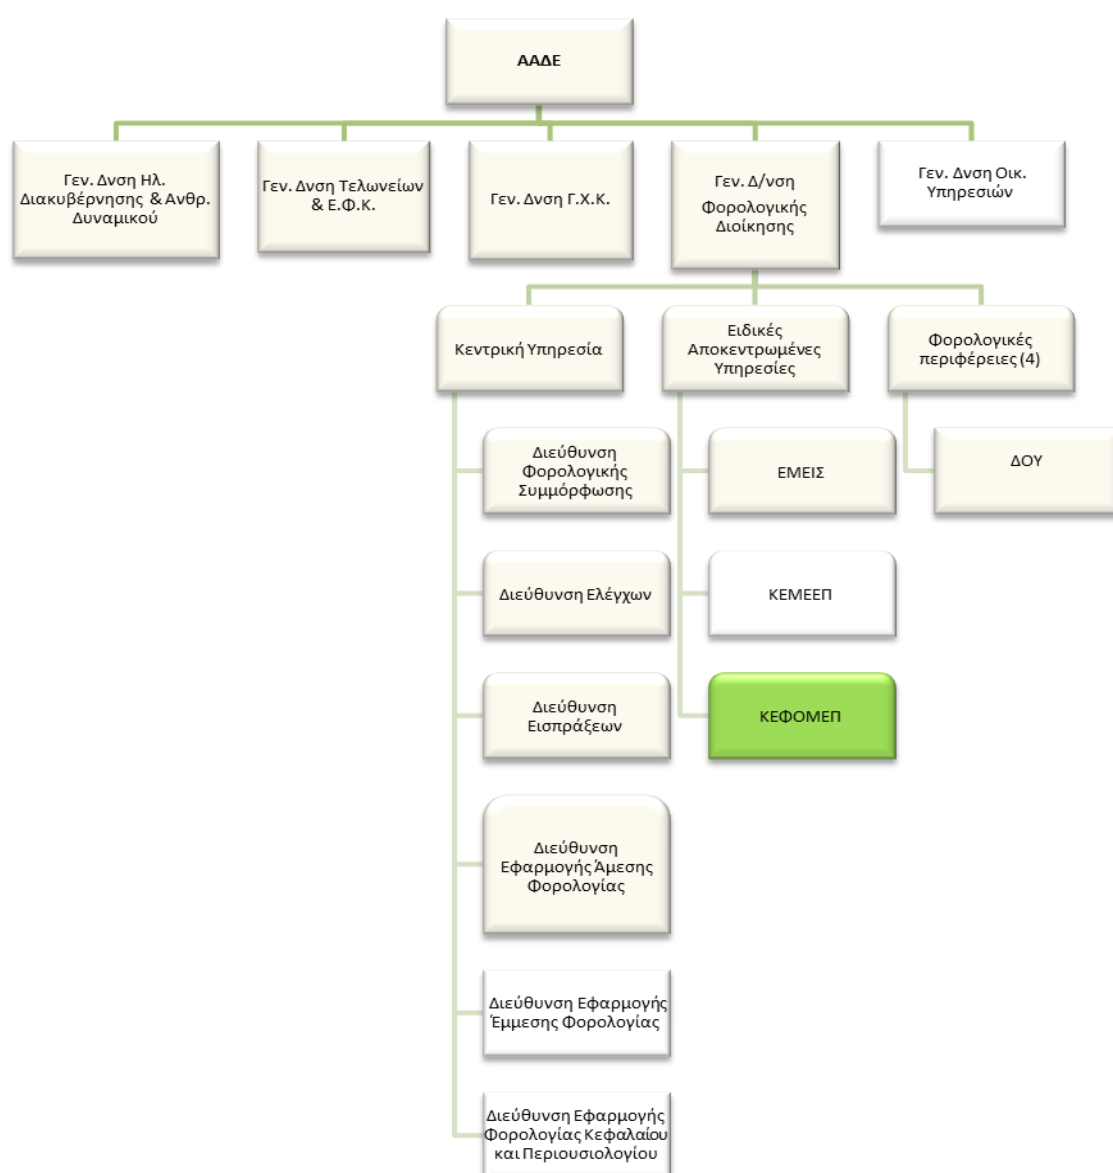 ΑΑΔΕ
Γεν. Δνση Ηλ.
Διακυβέρνησης & Ανθρ.
Δυναμικού
Γεν. Δνση Τελωνείων
& Ε.Φ.Κ.
Γεν. Δνση Γ.Χ.Κ.
Γεν. Δ/νση
Φορολογικής
Διοίκησης
Γεν. Δνση Οικ.
Υπηρεσιών
Κεντρική Υπηρεσία
Ειδικές
Αποκεντρωμένες
Υπηρεσίες
Φορολογικές
περιφέρειες (4)
Διεύθυνση
Φορολογικής
Συμμόρφωσης
ΕΜΕΙΣ
ΔΟΥ
Διεύθυνση Ελέγχων
ΚΕΜΕΕΠ
Διεύθυνση
Εισπράξεων
ΚΕΦΟΜΕΠ
Διεύθυνση
Εφαρμογής Άμεσης
Φορολογίας
Διεύθυνση Εφαρμογής
Έμμεσης Φορολογίας
Διεύθυνση Εφαρμογής
Φορολογίας Κεφαλαίου
και Περιουσιολογίου